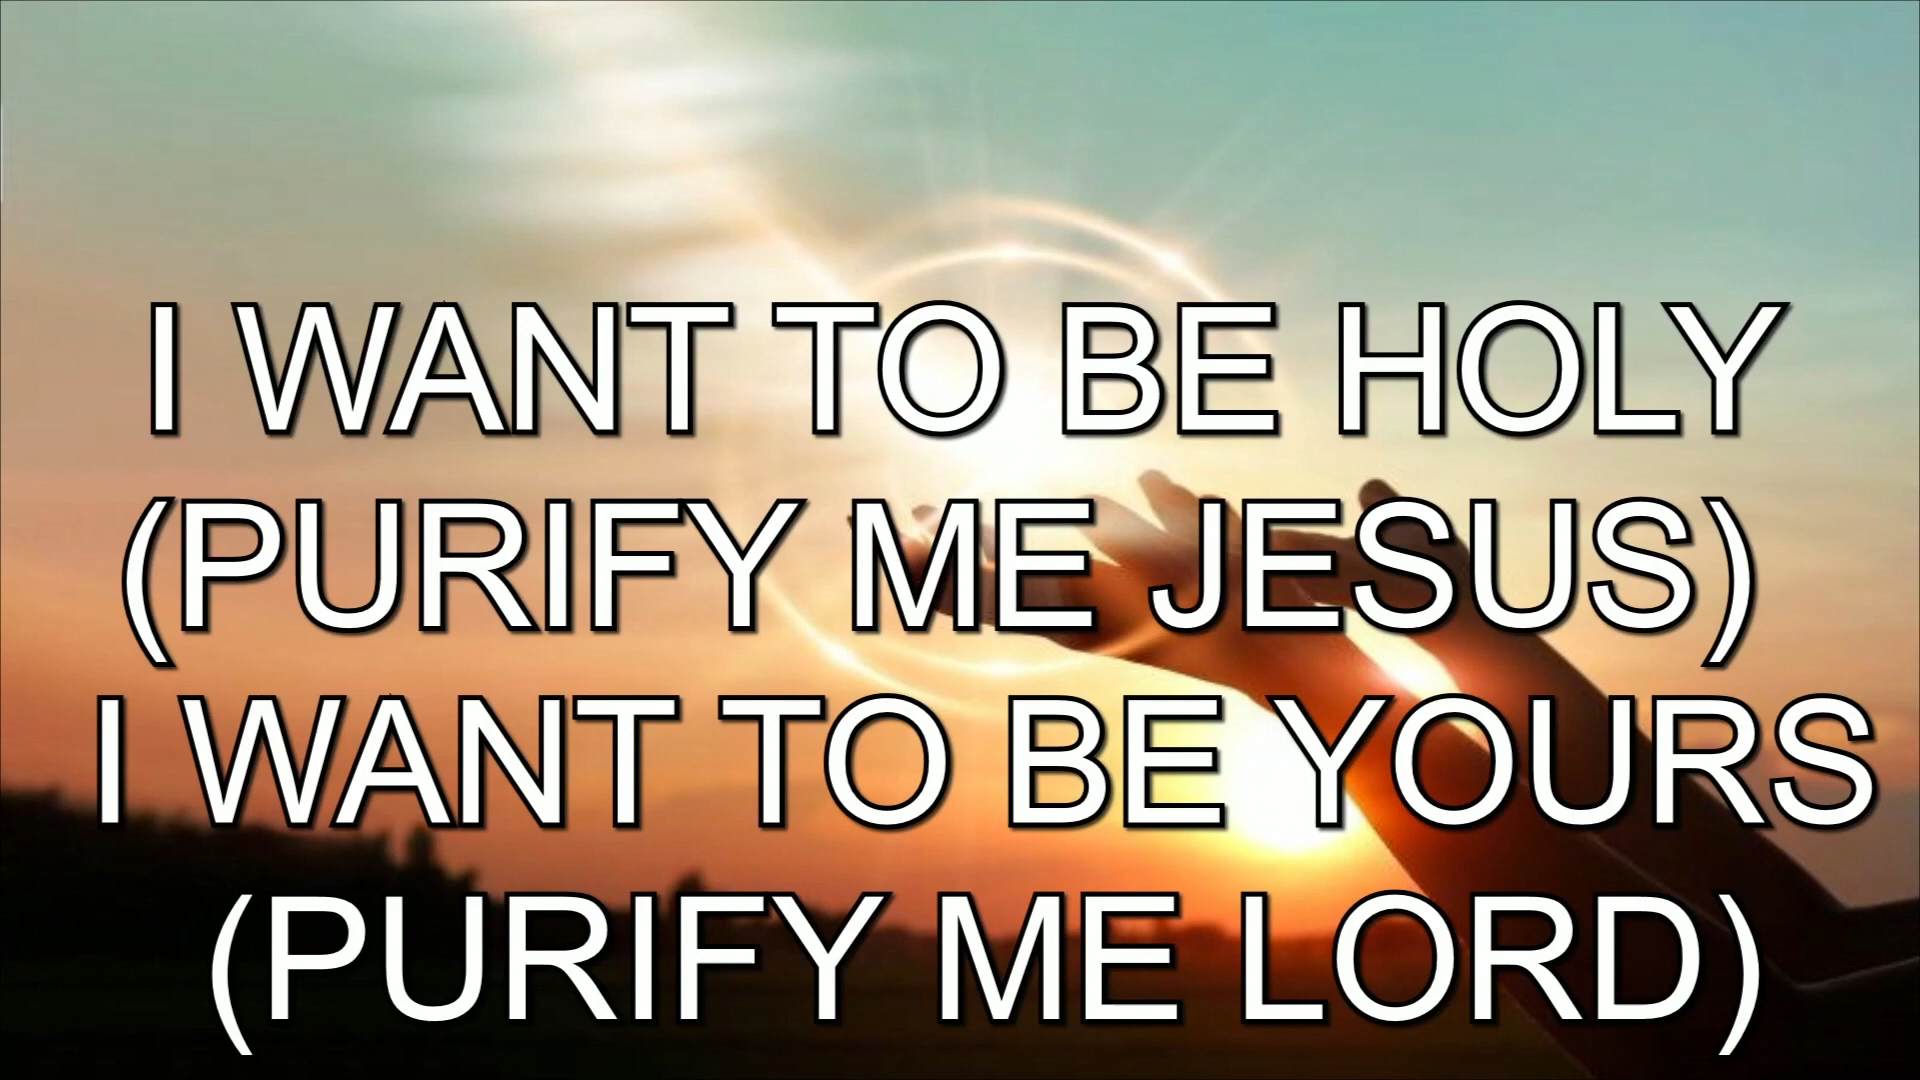 I WANT TO BE HOLY
(PURIFY ME JESUS)
I WANT TO BE YOURS
(PURIFY ME LORD)